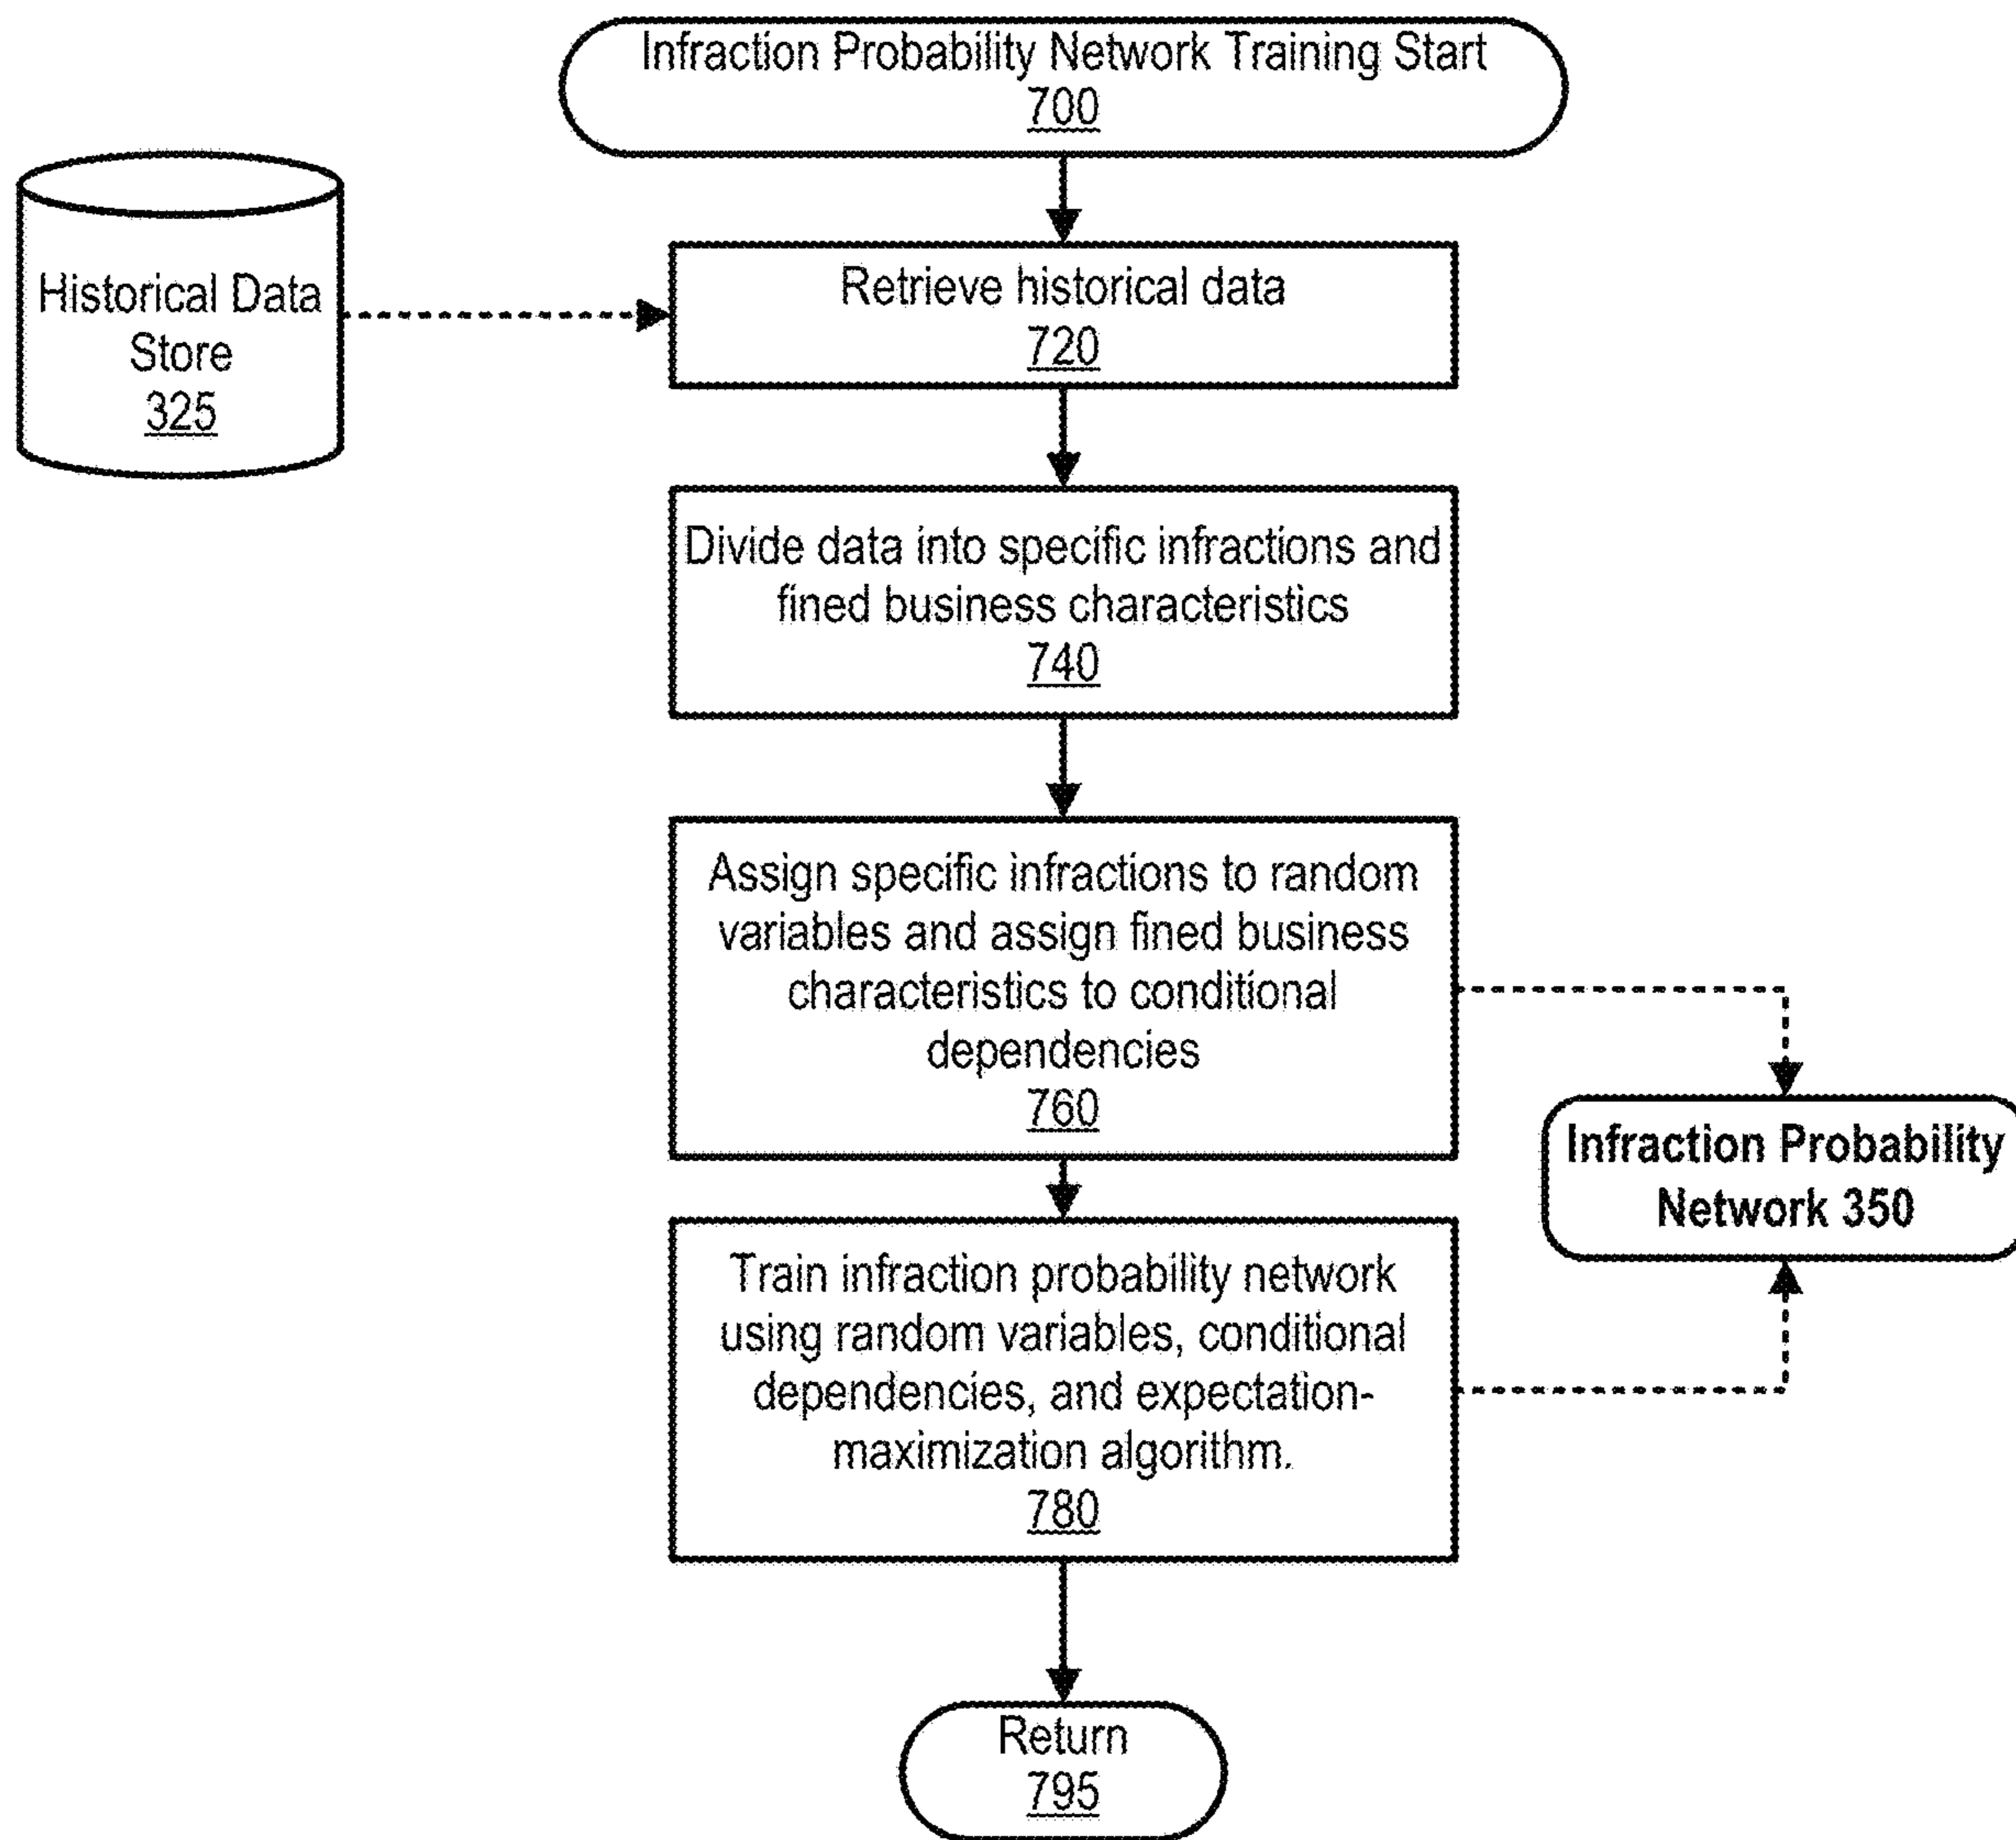 Infraction Probability Network Training Start
700
Historical Data
Store
325
Retrieve historical data
720
Divide data into specific infractions and
fined business characteristics
740
Assign specific infractions to random
variables and assign fined business
characteristics to conditional
dependencies
760
Infraction Probability
Network 350
Train infraction probability network
using random variables, conditional
dependencies, and expectation-
maximization algorithm.
780
Return
795